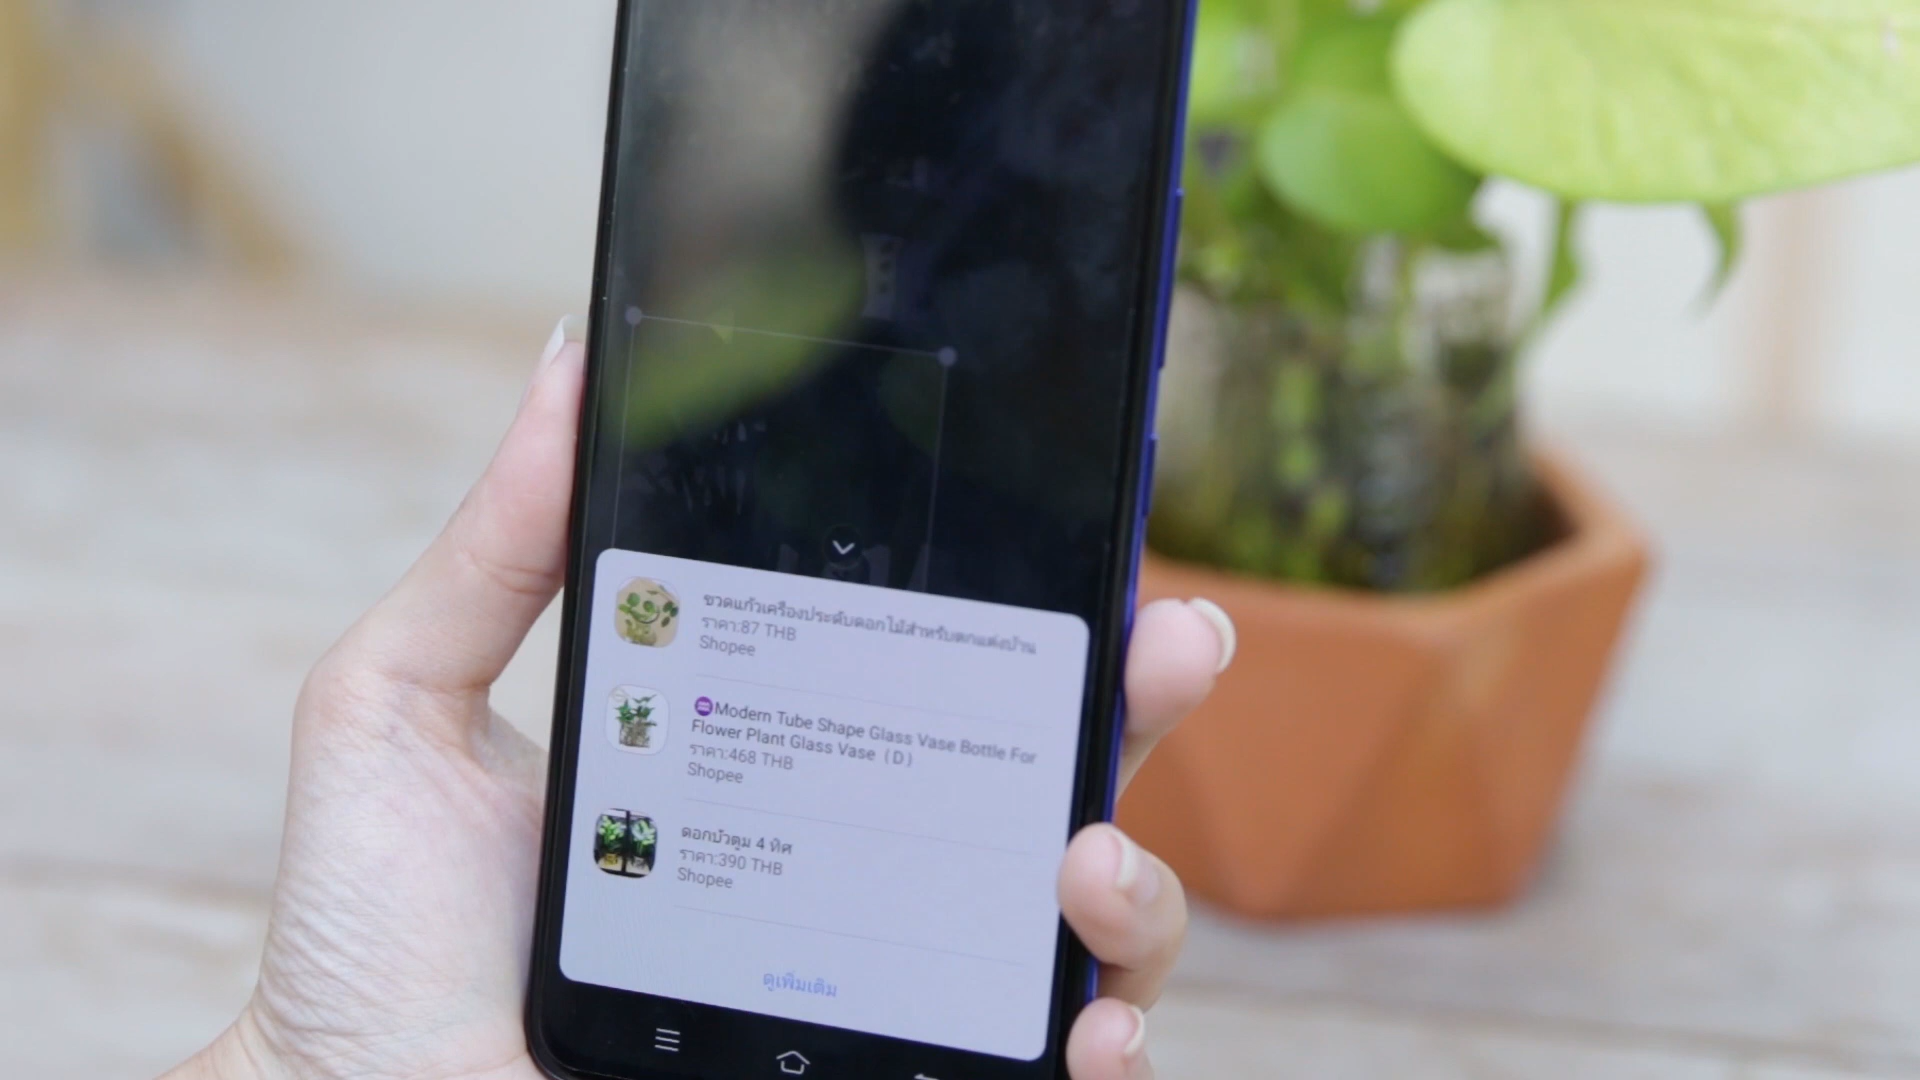 ขวดแก้วเครื่องประดับดอกไม้สำหรับตกแต่งบ้าน
ราคา:87 THB
Shopee
♒Modern Tube Shape Glass Vase Bottle For
Flower Plant Glass Vase（D）
ราคา:468 THB
Shopee
ดอกบัวตูม 4 ทิศ
ราคา:390 THB
Shopee
ดูเพิ่มเติม